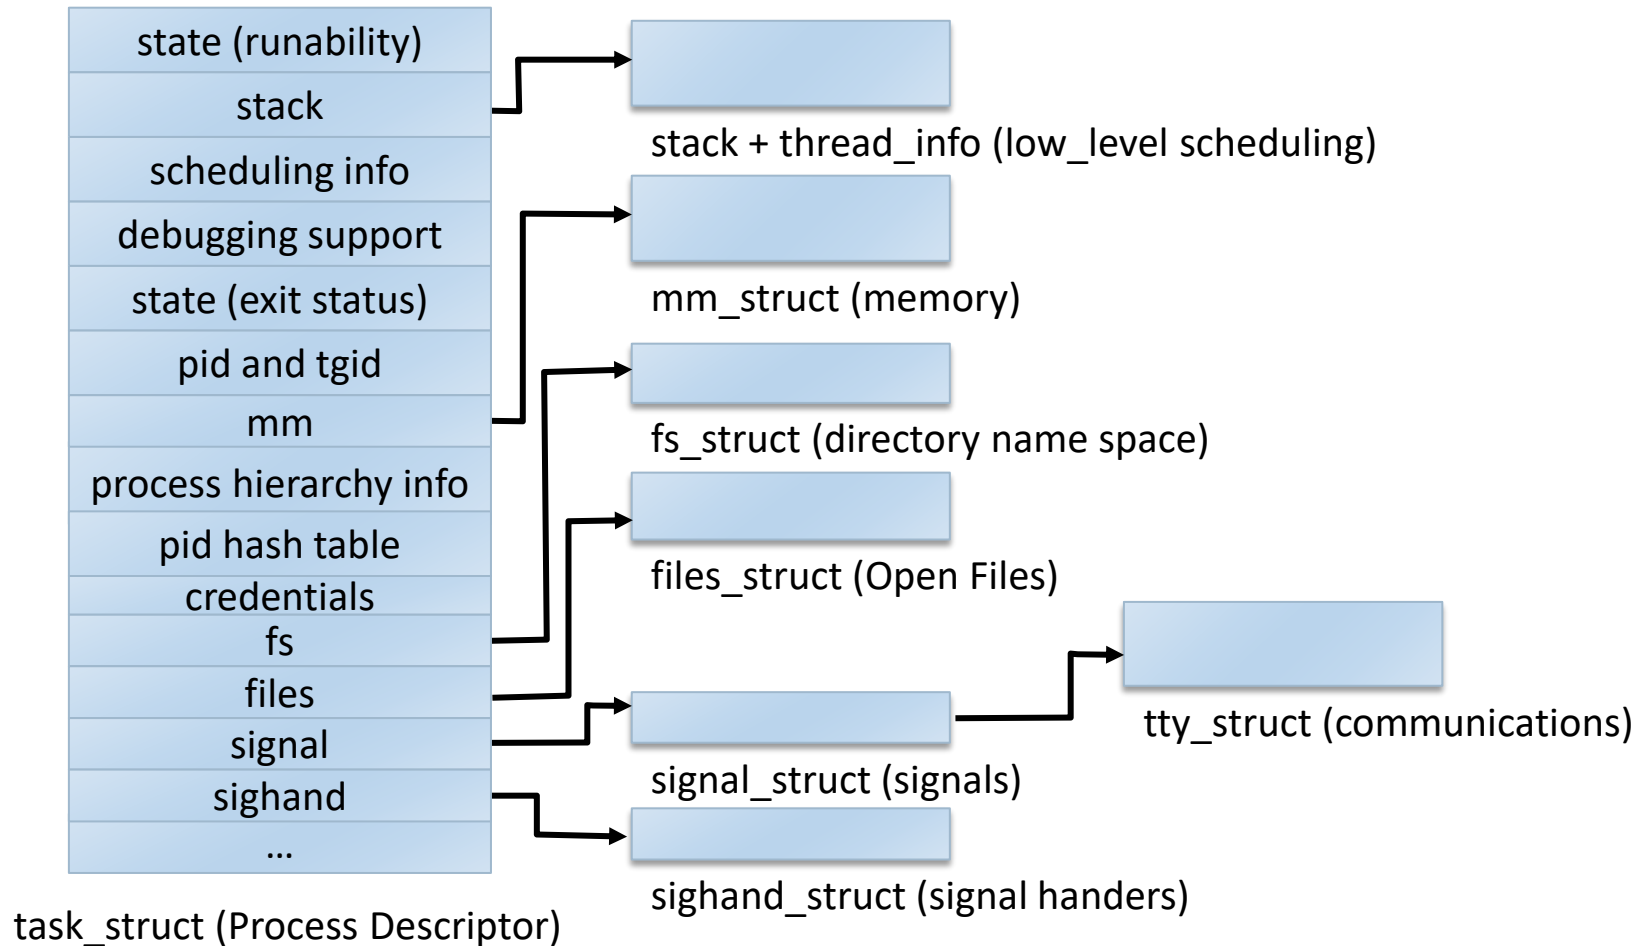 state (runability)
stack
scheduling info
debugging support
state (exit status)
pid and tgid
mm
process hierarchy info
pid hash table
credentials
fs
files
signal
sighand
...
task_struct (Process Descriptor)
stack + thread_info (low_level scheduling)
mm_struct (memory)
fs_struct (directory name space)
files_struct (Open Files)
signal_struct (signals)
sighand_struct (signal handers)
tty_struct (communications)